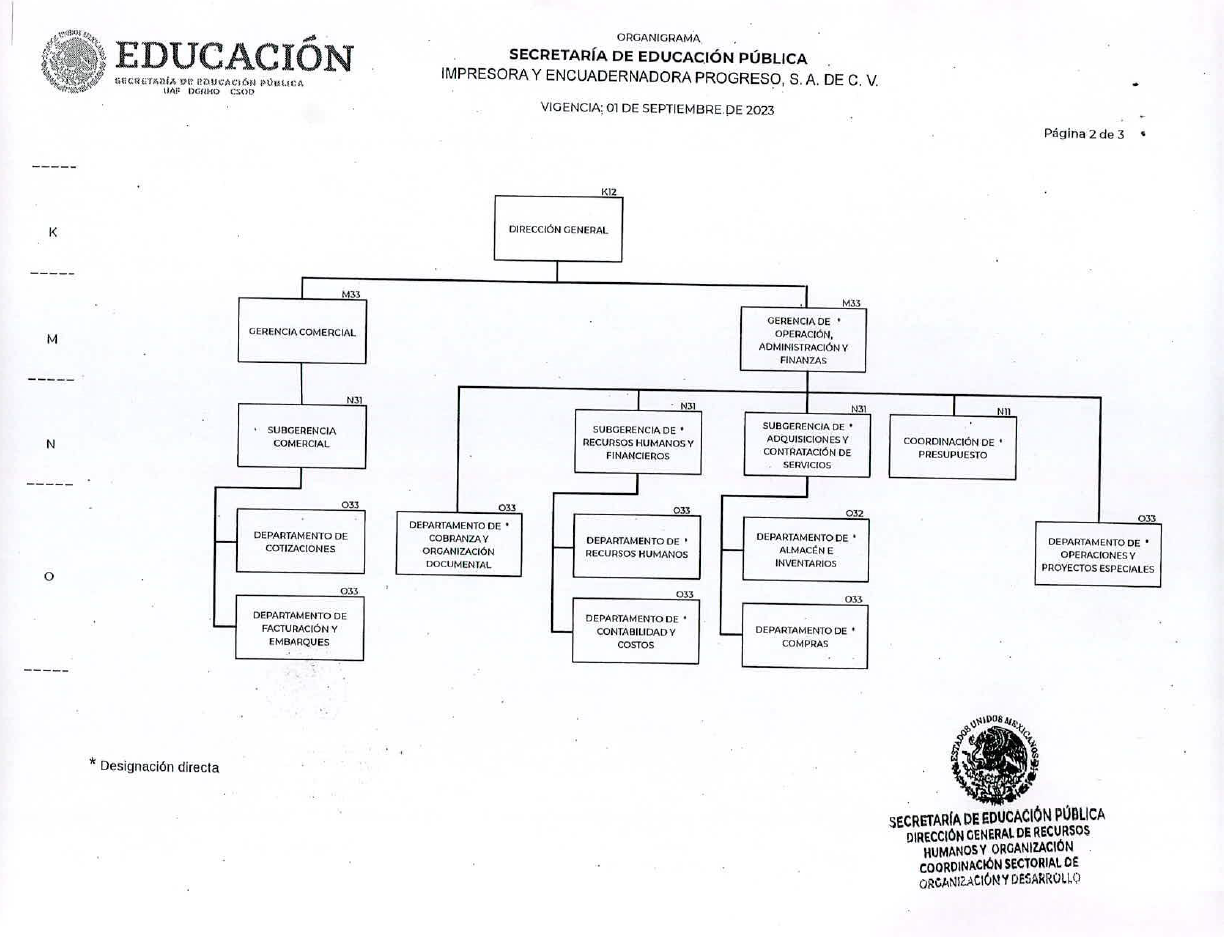 ESTADOS UNIDOS MEXICANOS
EDUCACIÓN
SECRETARÍA DE EDUCACIÓN PÚBLICA
UAF DGRHO CSOD
ORGANIGRAMA
SECRETARÍA DE EDUCACIÓN PÚBLICA
IMPRESORA Y ENCUADERNADORA PROGRESO, S. A. DE C. V.
VIGENCIA: 01 DE SEPTIEMBRE DE 2023
Página 2 de 3
K
K12
DIRECCIÓN GENERAL
M
M33
GERENCIA COMERCIAL
M33
GERENCIA DE *
OPERACIÓN,
ADMINISTRACIÓN Y
FINANZAS
N
N31
SUBGERENCIA
COMERCIAL
N31
SUBGERENCIA DE *
RECURSOS HUMANOS Y
FINANCIEROS
N31
SUBGERENCIA DE *
ADQUISICIONES Y
CONTRATACIÓN DE
SERVICIOS
N11
COORDINACIÓN DE *
PRESUPUESTO
O
O33
DEPARTAMENTO DE
COTIZACIONES
O33
DEPARTAMENTO DE *
COBRANZA Y
ORGANIZACIÓN
DOCUMENTAL
O33
DEPARTAMENTO DE *
RECURSOS HUMANOS
O32
DEPARTAMENTO DE *
ALMACÉN E
INVENTARIOS
O33
DEPARTAMENTO DE *
OPERACIONES Y
PROYECTOS ESPECIALES
O33
DEPARTAMENTO DE
FACTURACIÓN Y
EMBARQUES
O33
DEPARTAMENTO DE *
CONTABILIDAD Y
COSTOS
O33
DEPARTAMENTO DE *
COMPRAS
* Designación directa
ESTADOS UNIDOS MEXICANOS
SECRETARÍA DE EDUCACIÓN PÚBLICA
DIRECCIÓN GENERAL DE RECURSOS
HUMANOS Y ORGANIZACIÓN
COORDINACIÓN SECTORIAL DE
ORGANIZACIÓN Y DESARROLLO